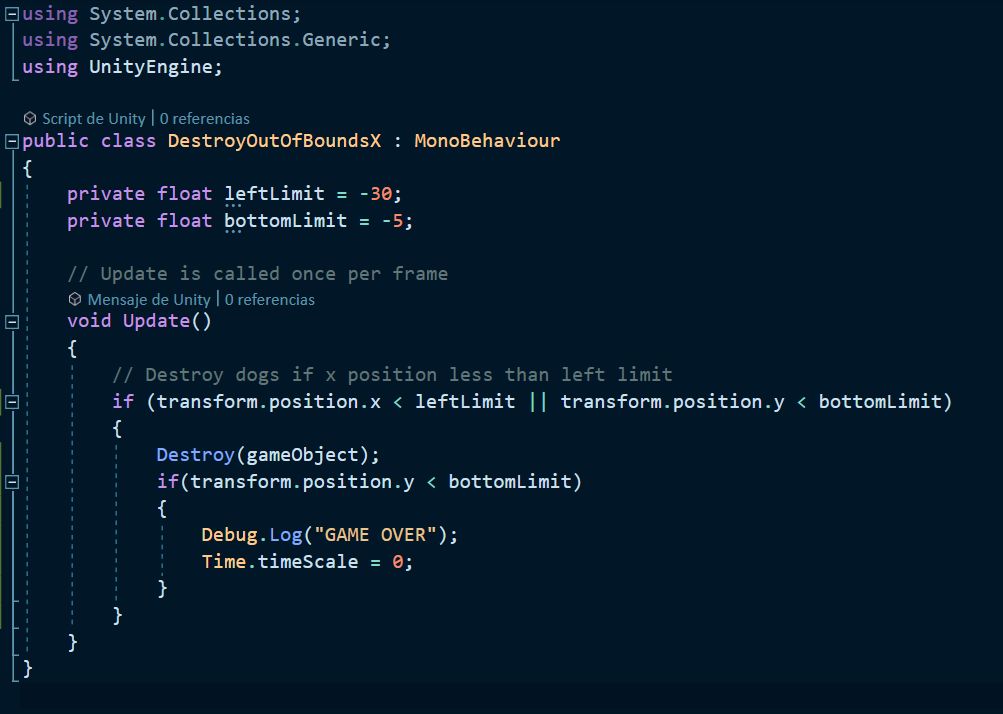 using System.Collections;
using System.Collections.Generic;
using UnityEngine;
Script de Unity | 0 referencias
public class DestroyOutOfBoundsX : MonoBehaviour
{
    private float leftLimit = -30;
    private float bottomLimit = -5;
    // Update is called once per frame
    Mensaje de Unity | 0 referencias
    void Update()
    {
        // Destroy dogs if x position less than left limit
        if (transform.position.x < leftLimit || transform.position.y < bottomLimit)
        {
            Destroy(gameObject);
            if(transform.position.y < bottomLimit)
            {
                Debug.Log("GAME OVER");
                Time.timeScale = 0;
            }
        }
    }
}